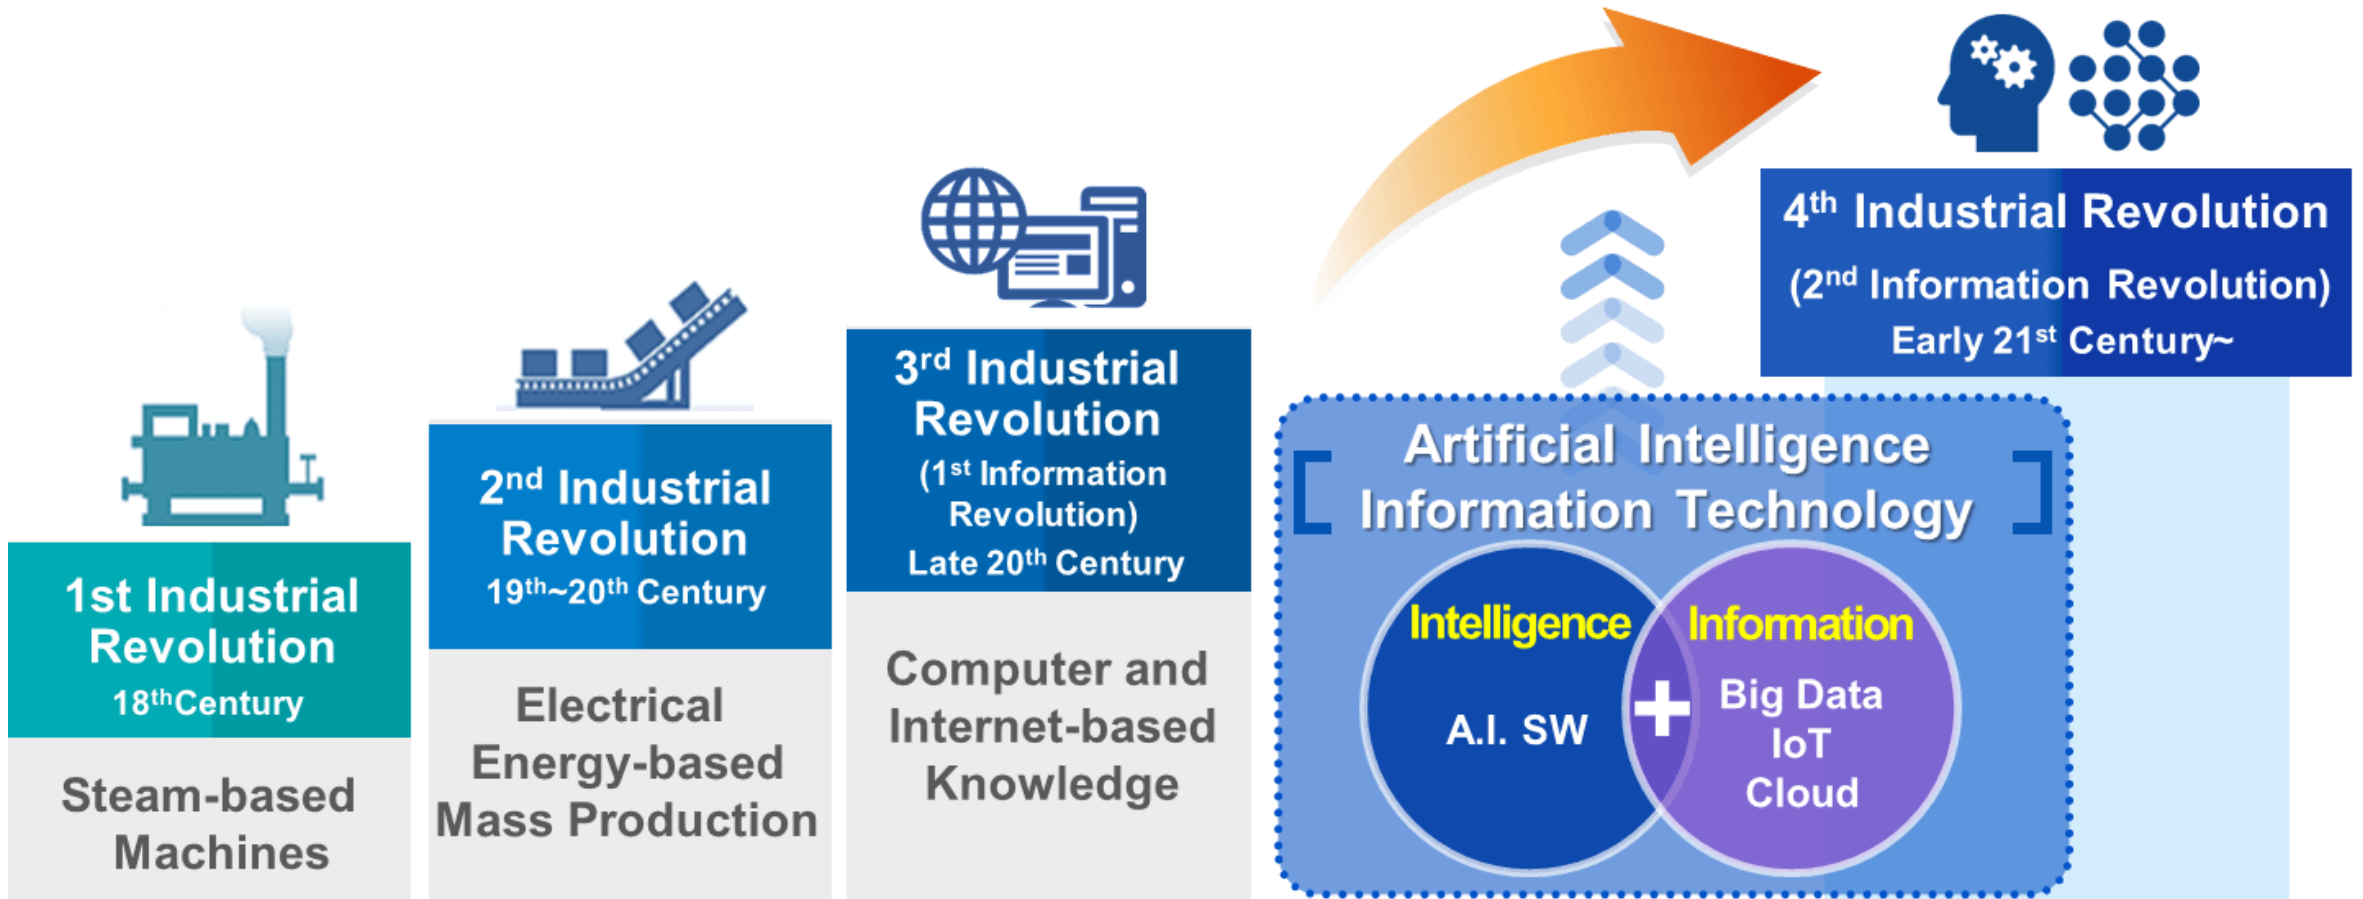 1st Industrial
Revolution
18thCentury
Steam-based
Machines
2nd Industrial
Revolution
19th~20th Century
Electrical
Energy-based
Mass Production
3rd Industrial
Revolution
(1st Information
Revolution)
Late 20th Century
Computer and
Internet-based
Knowledge
4th Industrial Revolution
(2nd Information Revolution)
Early 21st Century~
Artificial Intelligence
Information Technology
Intelligence
A.I. SW
+
Information
Big Data
IoT
Cloud